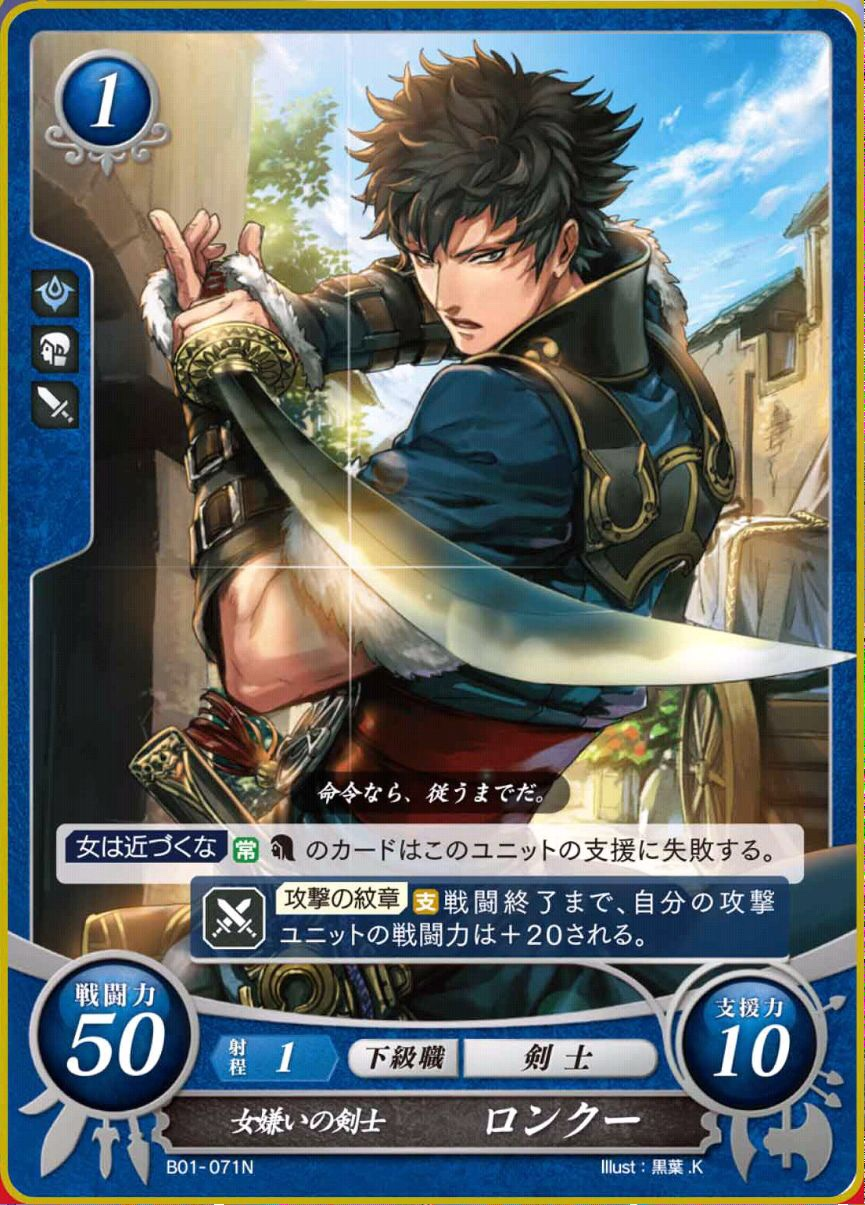 1
命令なら、従うまでだ。
女は近づくな 常 のカードはこのユニットの支援に失敗する。
攻撃の紋章 支 戦闘終了まで、自分の攻撃
ユニットの戦闘力は+20される。
戦闘力
50
射程 1
下級職 剣士
支援力
10
女嫌いの剣士 ロンクー
B01-071N
Illust:黒葉.K